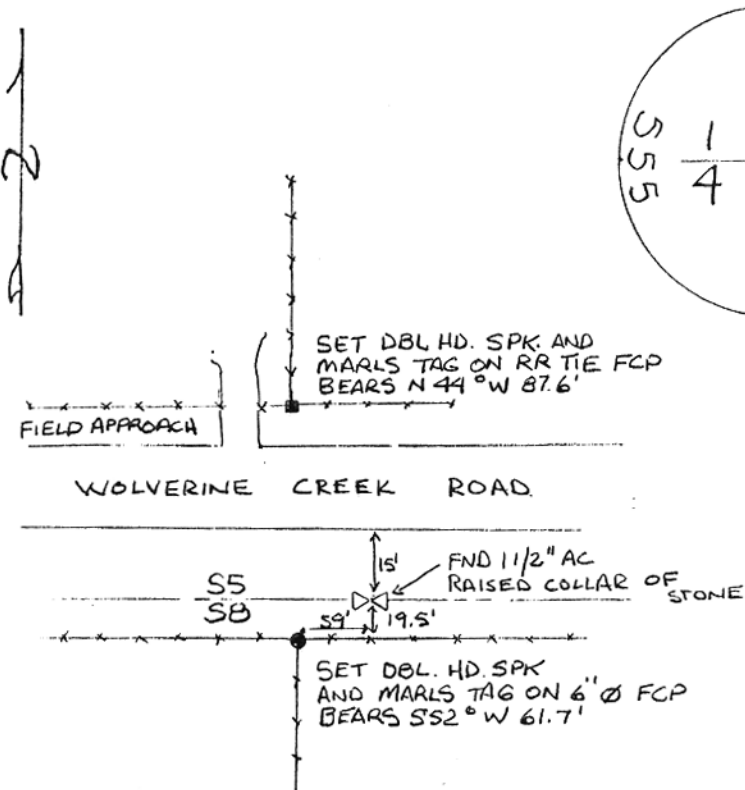 N
1
4
S
S
S
SET DBL HD. SPK. AND
MARLS TAG ON RR TIE FCP
BEARS N 44° W 87.6'
FIELD APPROACH
WOLVERINE CREEK ROAD
15'
FND 1 1/2" AC
RAISED COLLAR OF STONE
S5
S8
59'
19.5'
SET DBL. HD. SPK
AND MARLS TAG ON 6" Ø FCP
BEARS S52° W 61.7'